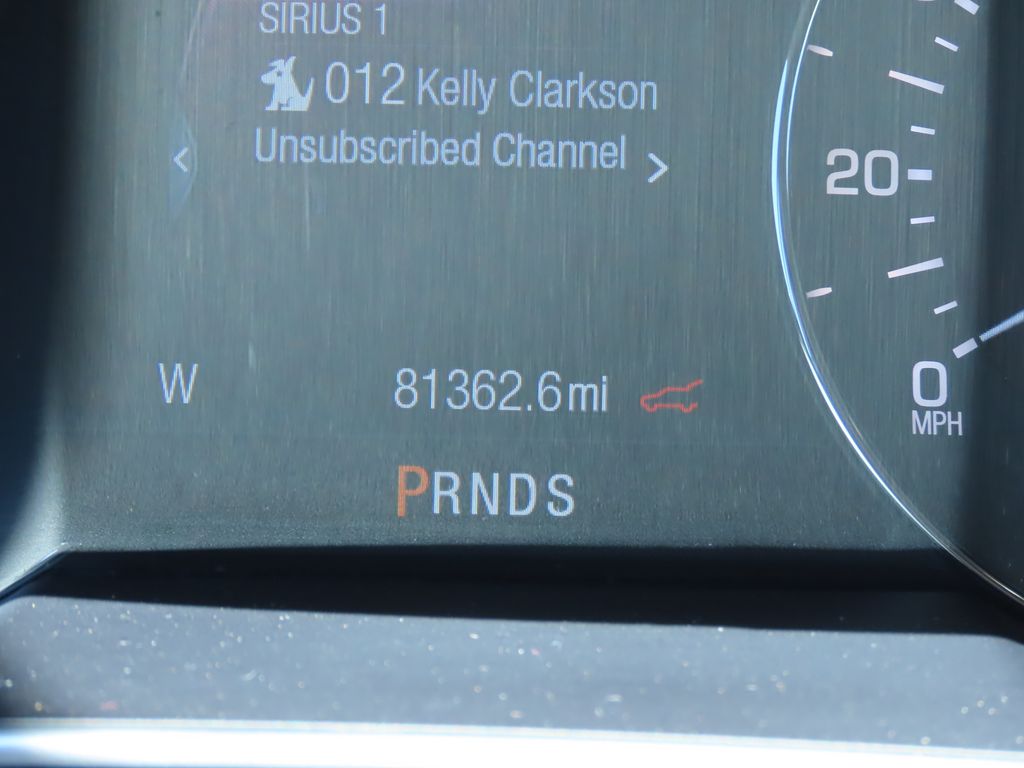 SIRIUS 1
012 Kelly Clarkson
Unsubscribed Channel
<
>
20
W
81362.6mi
0
MPH
PRNDS